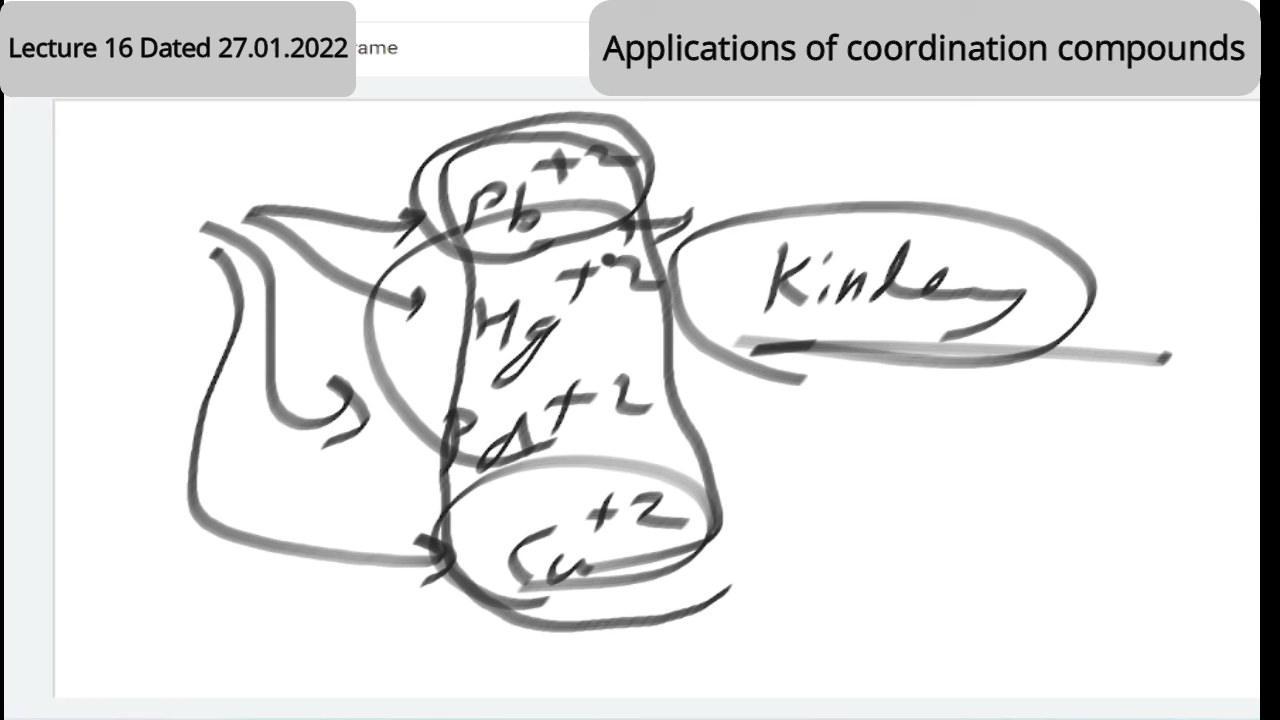 Lecture 16 Dated 27.01.2022
ame
Applications of coordination compounds
Pb+2
Hg+2
Kindey
Pd+2
Cu+2